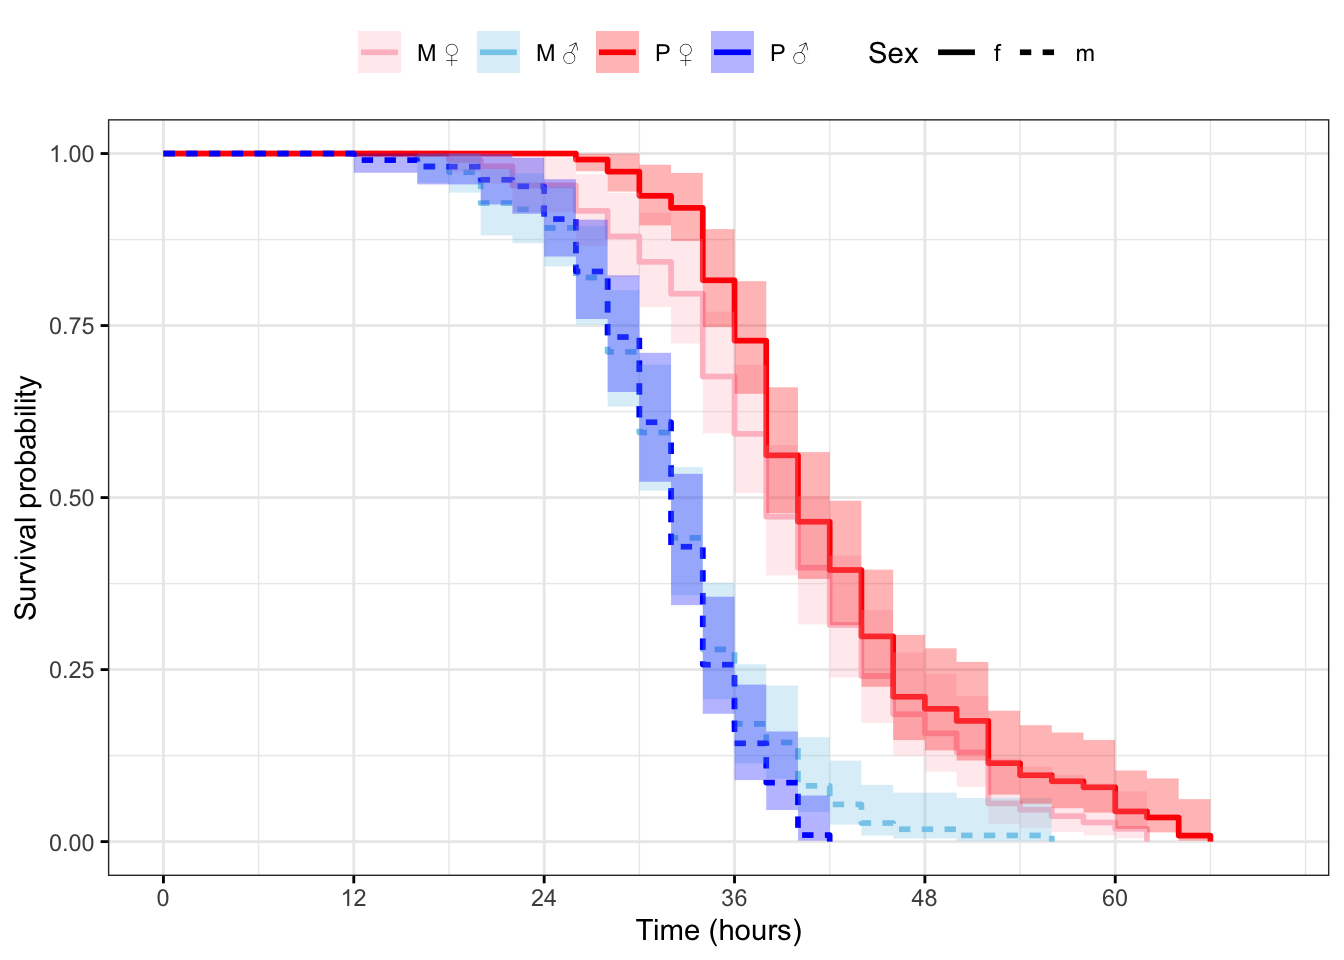 M ♀ M ♂ P ♀ P ♂ Sex f m
1.00
0.75
0.50
0.25
0.00
Survival probability
0 12 24 36 48 60
Time (hours)